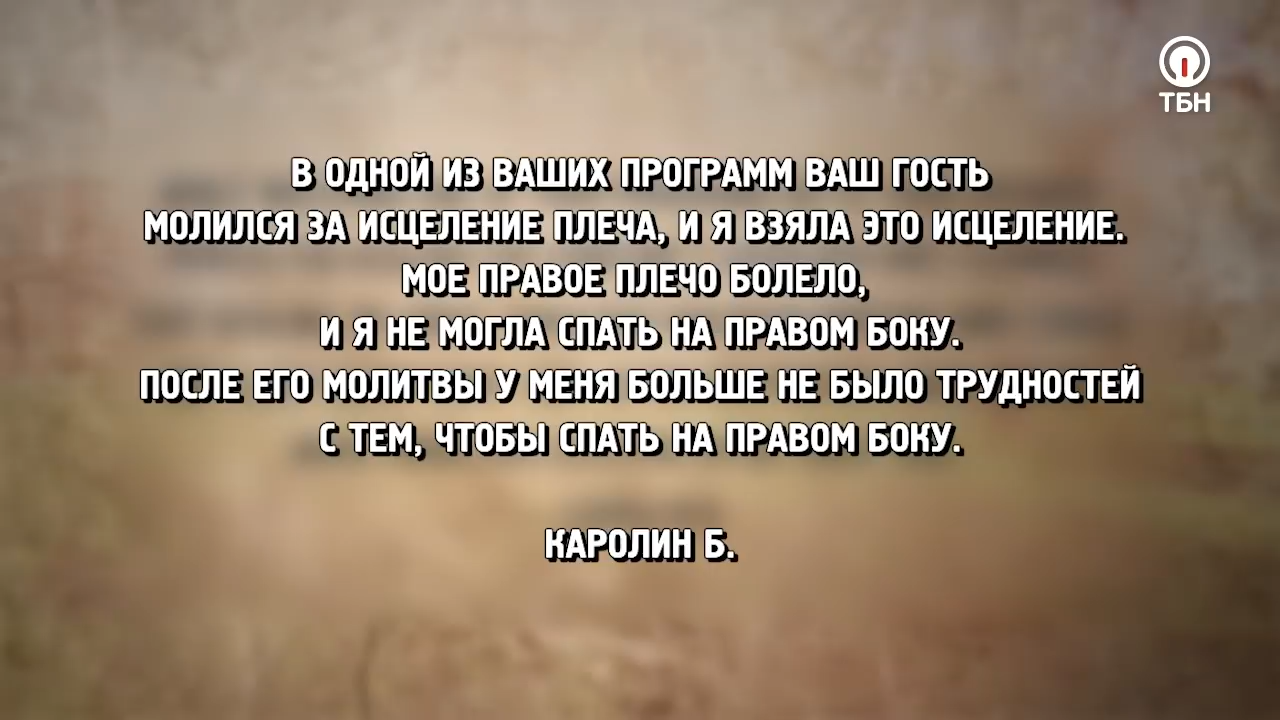 ТБН
В ОДНОЙ ИЗ ВАШИХ ПРОГРАММ ВАШ ГОСТЬ
МОЛИЛСЯ ЗА ИСЦЕЛЕНИЕ ПЛЕЧА, И Я ВЗЯЛА ЭТО ИСЦЕЛЕНИЕ.
МОЕ ПРАВОЕ ПЛЕЧО БОЛЕЛО,
И Я НЕ МОГЛА СПАТЬ НА ПРАВОМ БОКУ.
ПОСЛЕ ЕГО МОЛИТВЫ У МЕНЯ БОЛЬШЕ НЕ БЫЛО ТРУДНОСТЕЙ
С ТЕМ, ЧТОБЫ СПАТЬ НА ПРАВОМ БОКУ.
КАРОЛИН Б.